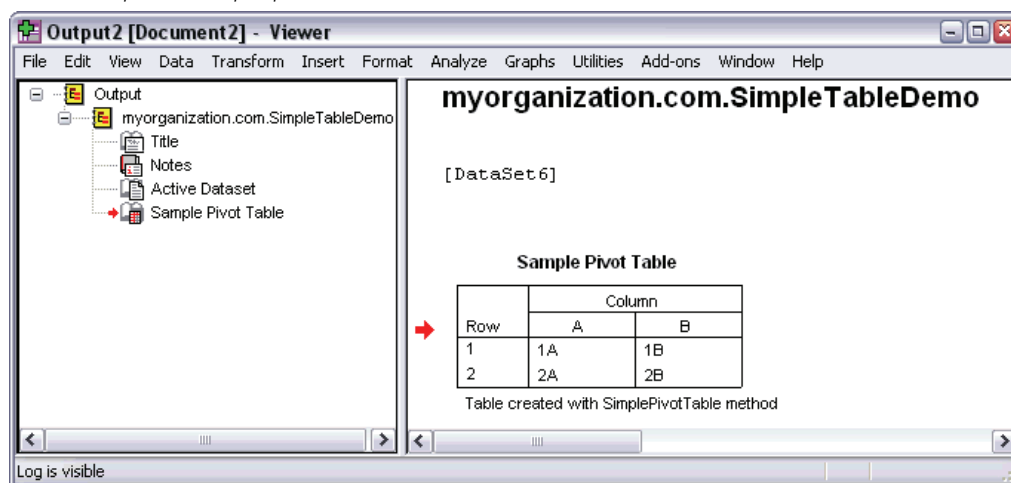 Output2 [Document2] - Viewer
File Edit View Data Transform Insert Format Analyze Graphs Utilities Add-ons Window Help
Output
myorganization.com.SimpleTableDemo
Title
Notes
Active Dataset
Sample Pivot Table
myorganization.com.SimpleTableDemo
[DataSet6]
Sample Pivot Table
Column
Row A B
1 1A 1B
2 2A 2B
Table created with SimplePivotTable method
Log is visible